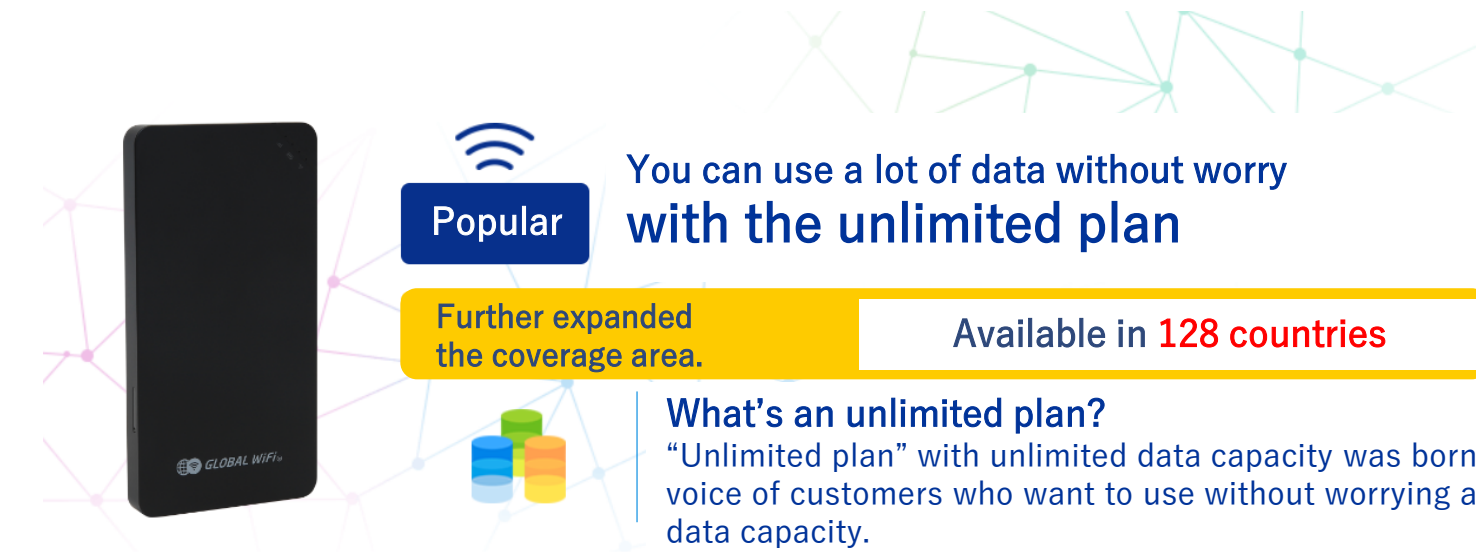 You can use a lot of data without worry
Popular
with the unlimited plan
Further expanded
the coverage area.
Available in 128 countries
What's an unlimited plan?
“Unlimited plan” with unlimited data capacity was born
voice of customers who want to use without worrying a
data capacity.
GLOBAL WiFi